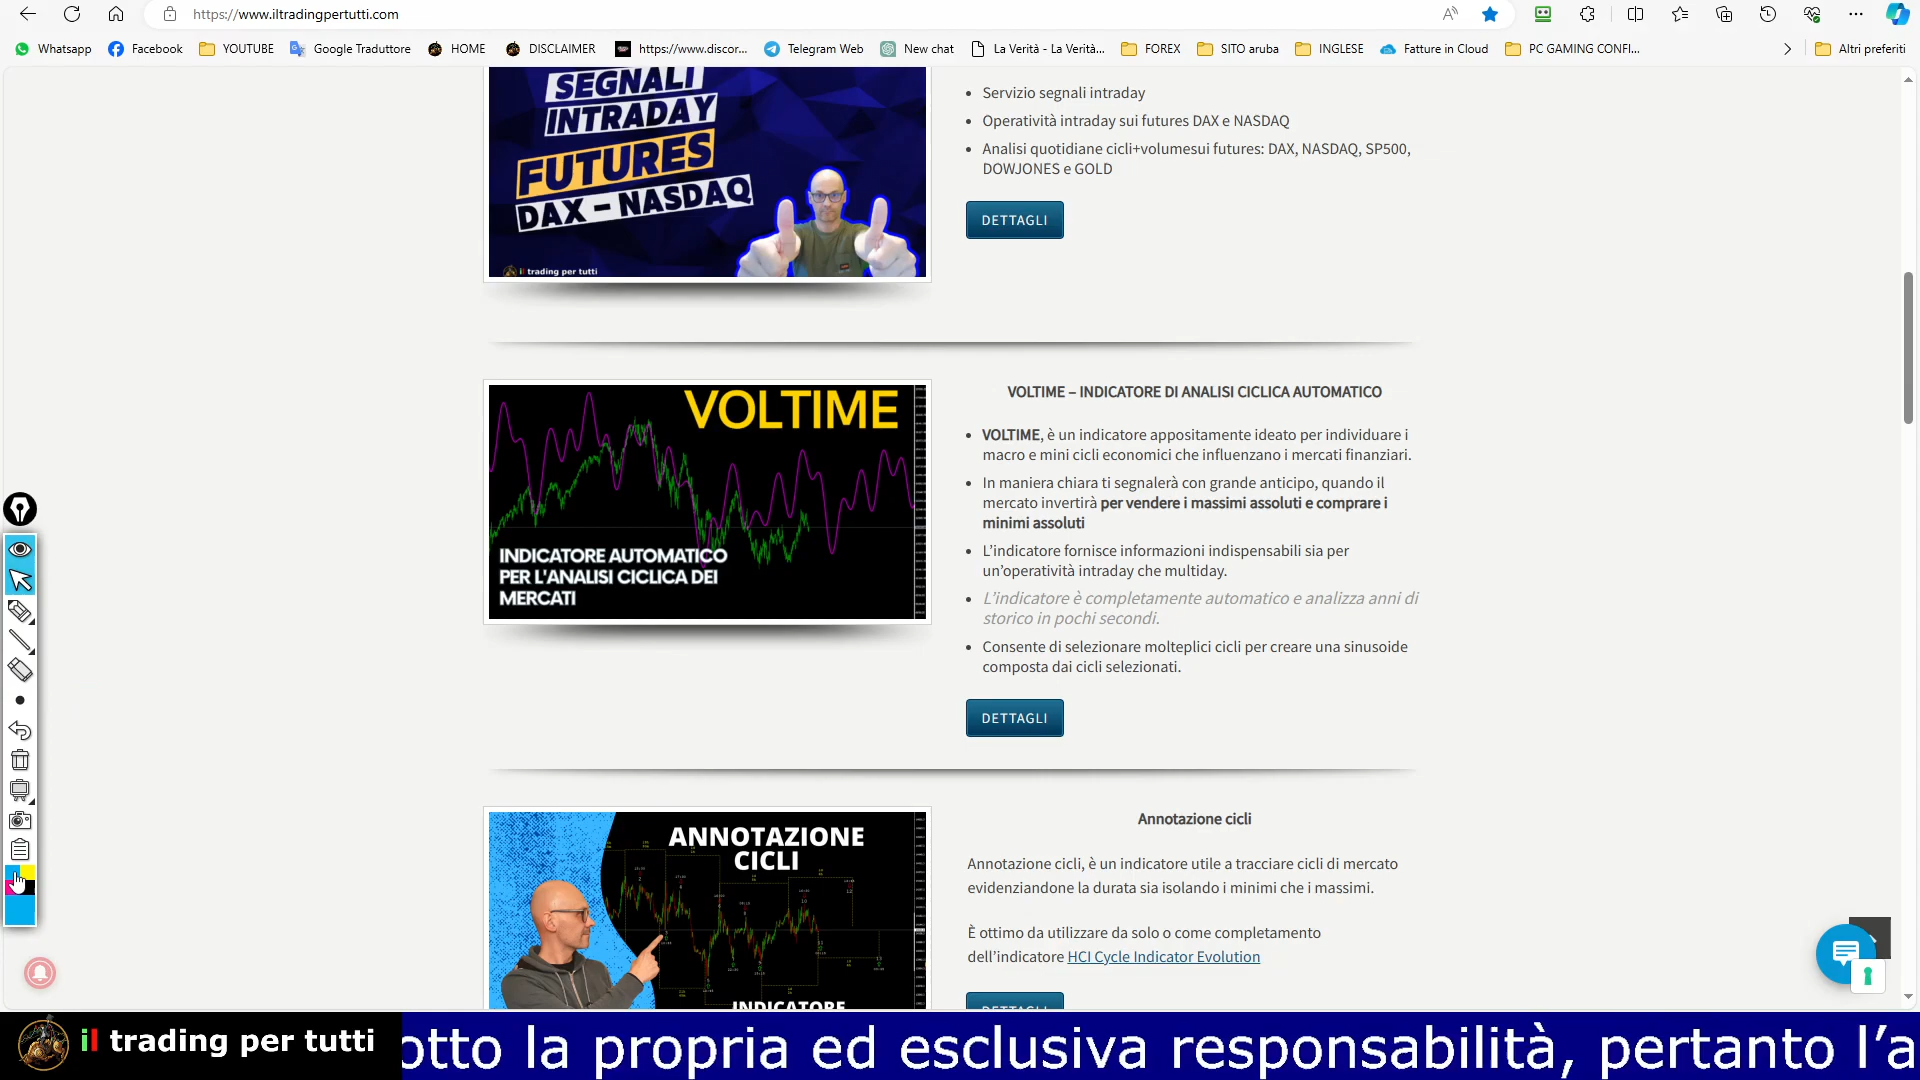 https://www.iltradingpertutti.com
Whatsapp Facebook YOUTUBE Google Traduttore HOME DISCLAIMER https://www.discor... Telegram Web New chat La Verità - La Verità... FOREX SITO aruba INGLESE Fatture in Cloud PC GAMING CONFI... Altri preferiti
SEGNALI
INTRADAY
FUTURES
DAX – NASDAQ
il trading per tutti
Servizio segnali intraday
Operatività intraday sui futures DAX e NASDAQ
Analisi quotidiane cicli+volumesui futures: DAX, NASDAQ, SP500,
DOWJONES e GOLD
DETTAGLI
VOLTIME
INDICATORE AUTOMATICO
PER L'ANALISI CICLICA DEI
MERCATI
VOLTIME – INDICATORE DI ANALISI CICLICA AUTOMATICO
VOLTIME, è un indicatore appositamente ideato per individuare i
macro e mini cicli economici che influenzano i mercati finanziari.
In maniera chiara ti segnalerà con grande anticipo, quando il
mercato invertirà per vendere i massimi assoluti e comprare i
minimi assoluti
L'indicatore fornisce informazioni indispensabili sia per
un'operatività intraday che multiday.
L'indicatore è completamente automatico e analizza anni di
storico in pochi secondi.
Consente di selezionare molteplici cicli per creare una sinusoide
composta dai cicli selezionati.
DETTAGLI
ANNOTAZIONE
CICLI
INDICATORE
Annotazione cicli
Annotazione cicli, è un indicatore utile a tracciare cicli di mercato
evidenziandone la durata sia isolando i minimi che i massimi.
È ottimo da utilizzare da solo o come completamento
dell'indicatore HCI Cycle Indicator Evolution
DETTAGLI
il trading per tutti
otto la propria ed esclusiva responsabilità, pertanto l'a